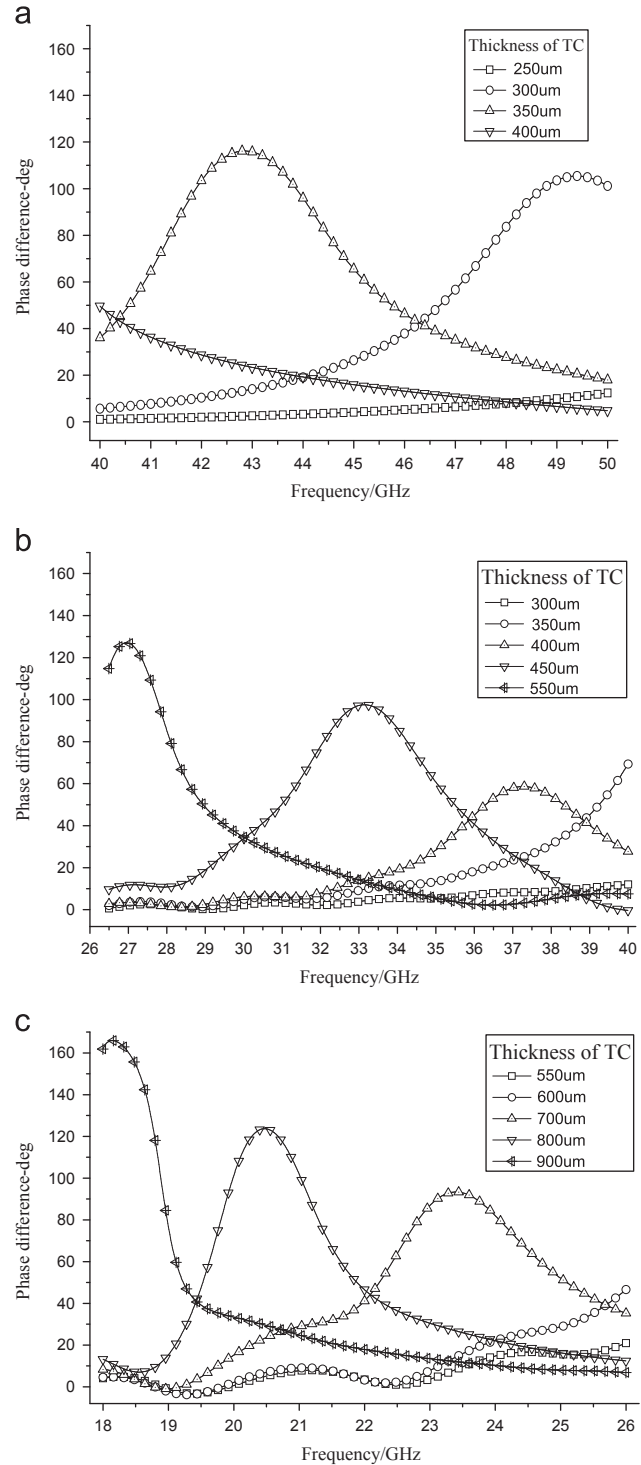 a
Thickness of TC
250um
300um
350um
400um
160
140
120
100
80
60
40
20
0
Phase difference-deg
40 41 42 43 44 45 46 47 48 49 50
Frequency/GHz
b
Thickness of TC
300um
350um
400um
450um
550um
160
140
120
100
80
60
40
20
0
Phase difference-deg
26 27 28 29 30 31 32 33 34 35 36 37 38 39 40
Frequency/GHz
c
Thickness of TC
550um
600um
700um
800um
900um
160
140
120
100
80
60
40
20
0
Phase difference-deg
18 19 20 21 22 23 24 25 26
Frequency/GHz